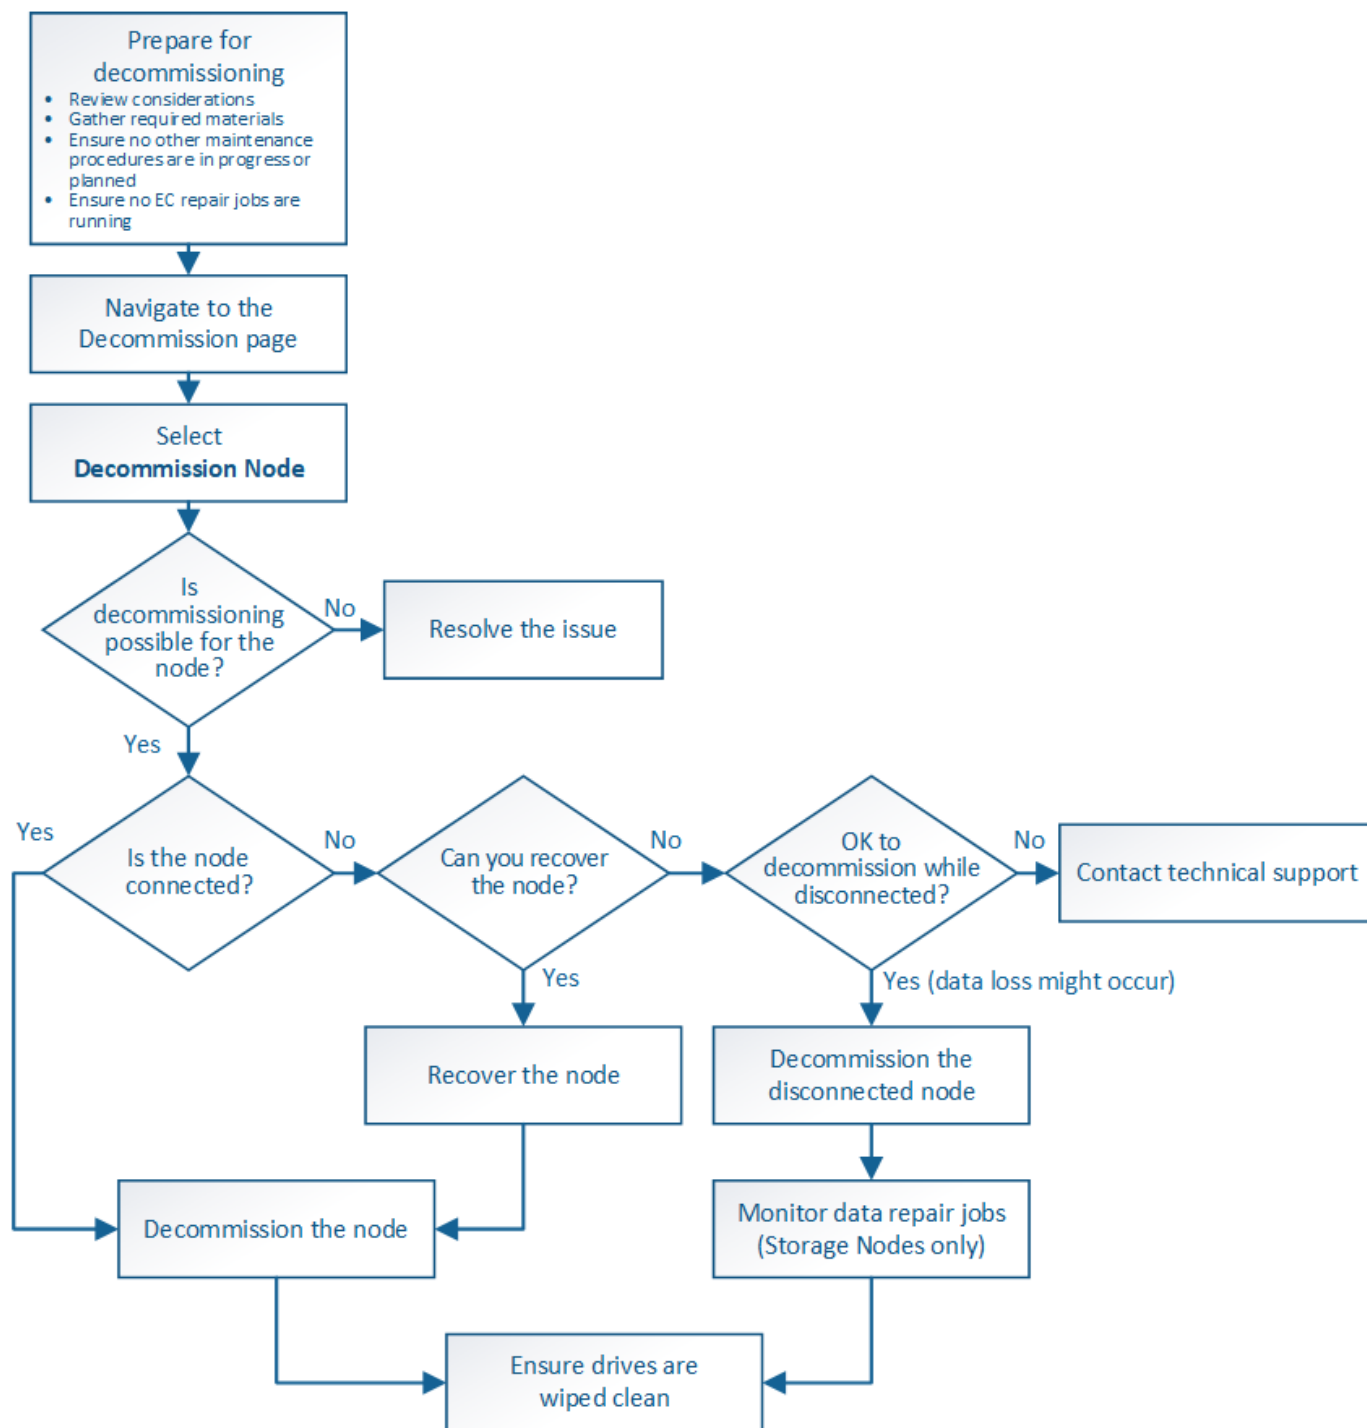 Prepare for
decommissioning
• Review considerations
• Gather required materials
• Ensure no other maintenance
procedures are in progress or
planned
• Ensure no EC repair jobs are
running
Navigate to the
Decommission page
Select
Decommission Node
Is
decommissioning
possible for the
node?
No
Resolve the issue
Yes
Yes
Is the node
connected?
No
Can you recover
the node?
No
OK to
decommission while
disconnected?
No
Contact technical support
Yes
Yes (data loss might occur)
Recover the node
Decommission the
disconnected node
Decommission the node
Monitor data repair jobs
(Storage Nodes only)
Ensure drives are
wiped clean